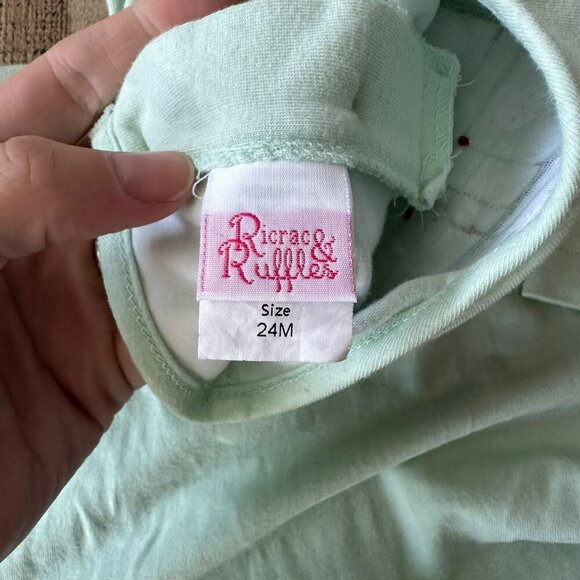 Ricrac &
Ruffles
Size
24M